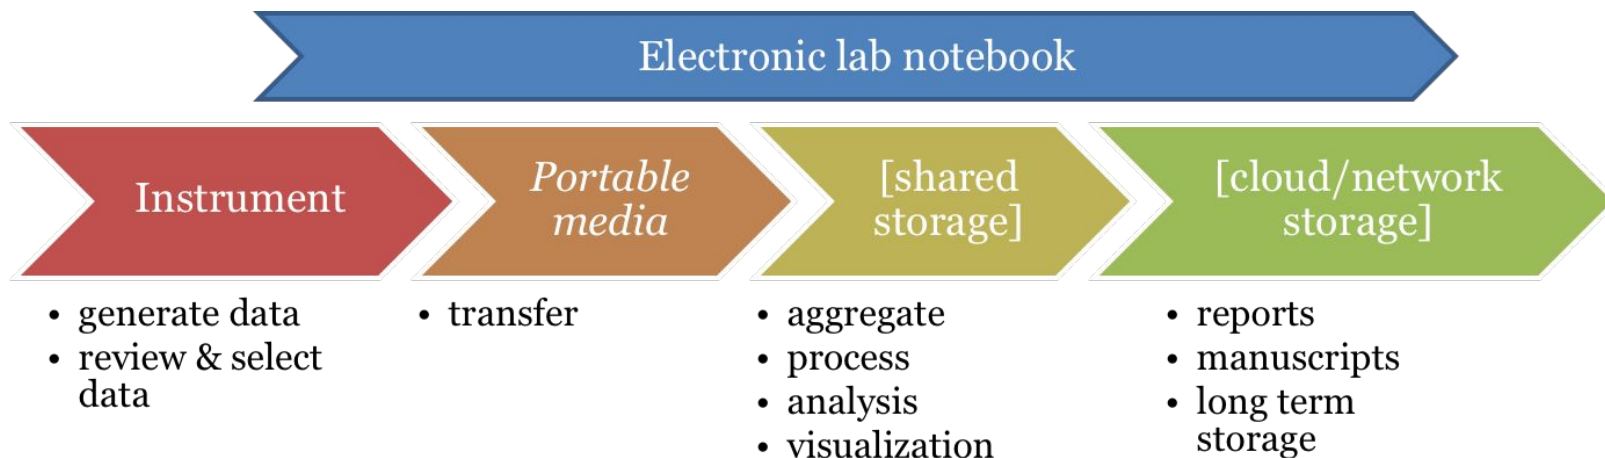 Electronic lab notebook
Instrument
Portable
media
[shared
storage]
[cloud/network
storage]
• generate data
• review & select
data
• transfer
• aggregate
• process
• analysis
• visualization
• reports
• manuscripts
• long term
storage